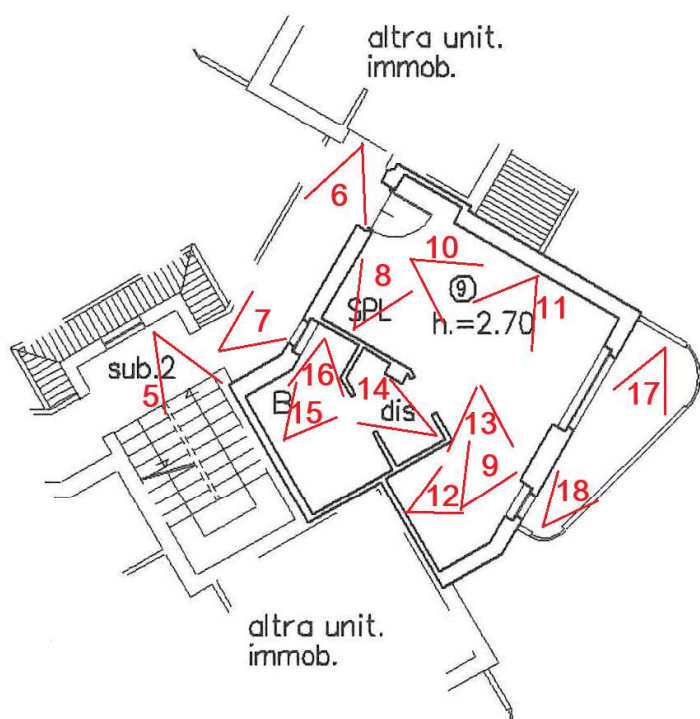 altra unit.
immob.
6
10
8
9
11
SPL
h.=2.70
7
sub.2
5
16
14
17
B
15
dis
13
9
12
18
altra unit.
immob.